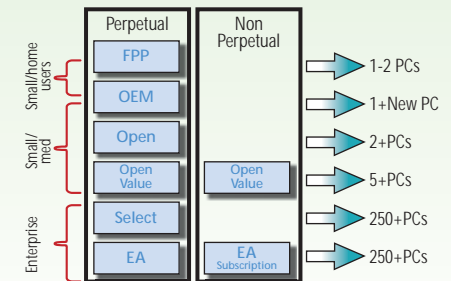 Perpetual
Non
Perpetual
Small/home
users
FPP
1-2 PCs
OEM
1+New PC
Small/
med
Open
2+PCs
Open
Value
Open
Value
5+PCs
Enterprise
Select
250+PCs
EA
EA
Subscription
250+PCs